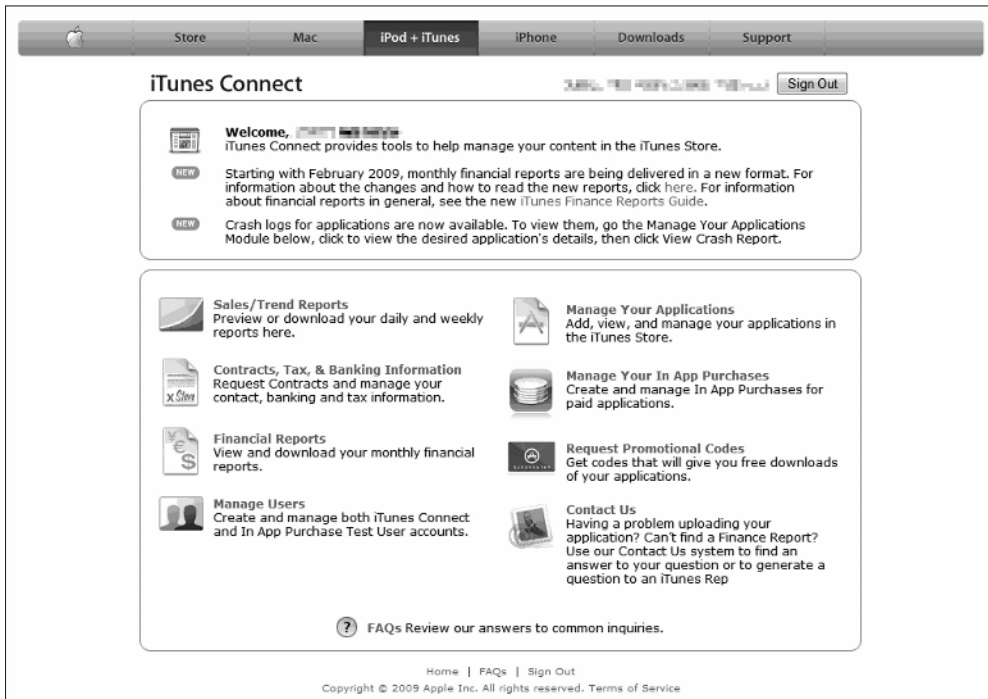 Store Mac iPod + iTunes iPhone Downloads Support
iTunes Connect
Sign Out
Welcome,
iTunes Connect provides tools to help manage your content in the iTunes Store.
NEW
Starting with February 2009, monthly financial reports are being delivered in a new format. For
information about the changes and how to read the new reports, click here. For information
about financial reports in general, see the new iTunes Finance Reports Guide.
NEW
Crash logs for applications are now available. To view them, go the Manage Your Applications
Module below, click to view the desired application's details, then click View Crash Report.
Sales/Trend Reports
Preview or download your daily and weekly
reports here.
Contracts, Tax, & Banking Information
Request Contracts and manage your
contact, banking and tax information.
Financial Reports
View and download your monthly financial
reports.
Manage Users
Create and manage both iTunes Connect
and In App Purchase Test User accounts.
Manage Your Applications
Add, view, and manage your applications in
the iTunes Store.
Manage Your In App Purchases
Create and manage In App Purchases for
paid applications.
Request Promotional Codes
Get codes that will give you free downloads
of your applications.
Contact Us
Having a problem uploading your
application? Can't find a Finance Report?
Use our Contact Us system to find an
answer to your question or to generate a
question to an iTunes Rep
? FAQs Review our answers to common inquiries.
Home | FAQs | Sign Out
Copyright © 2009 Apple Inc. All rights reserved. Terms of Service